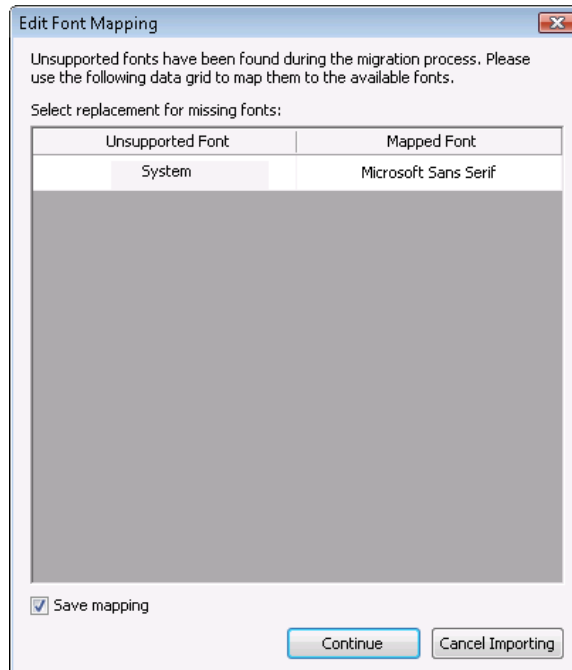 Edit Font Mapping
Unsupported fonts have been found during the migration process. Please
use the following data grid to map them to the available fonts.
Select replacement for missing fonts:
Unsupported Font Mapped Font
System Microsoft Sans Serif
Save mapping
Continue Cancel Importing